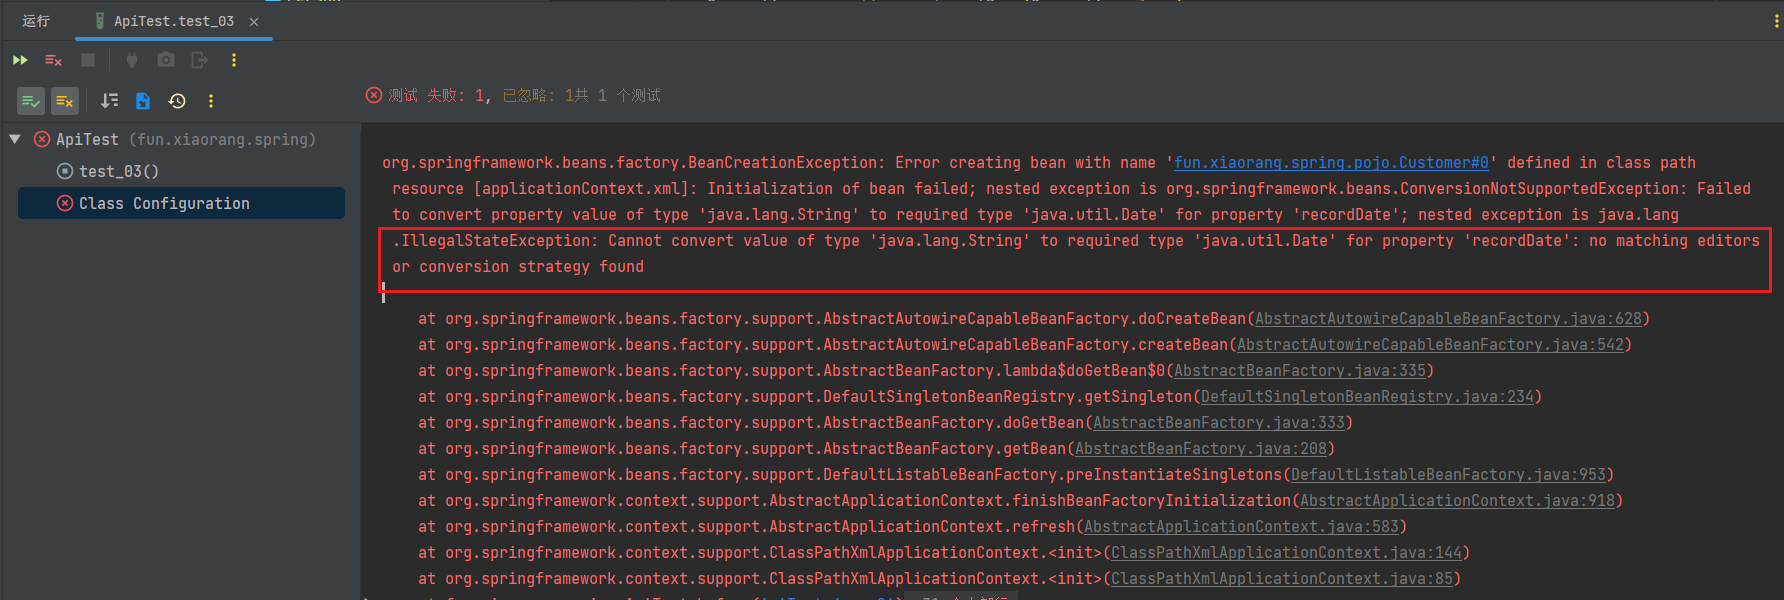 运行
ApiTest.test_03
测试 失败: 1, 已忽略: 1共 1 个测试
ApiTest (fun.xiaorang.spring)
test_03()
Class Configuration
org.springframework.beans.factory.BeanCreationException: Error creating bean with name 'fun.xiaorang.spring.pojo.Customer#0' defined in class path
resource [applicationContext.xml]: Initialization of bean failed; nested exception is org.springframework.beans.ConversionNotSupportedException: Failed
to convert property value of type 'java.lang.String' to required type 'java.util.Date' for property 'recordDate'; nested exception is java.lang
.IllegalStateException: Cannot convert value of type 'java.lang.String' to required type 'java.util.Date' for property 'recordDate': no matching editors
or conversion strategy found
at org.springframework.beans.factory.support.AbstractAutowireCapableBeanFactory.doCreateBean(AbstractAutowireCapableBeanFactory.java:628)
at org.springframework.beans.factory.support.AbstractAutowireCapableBeanFactory.createBean(AbstractAutowireCapableBeanFactory.java:542)
at org.springframework.beans.factory.support.AbstractBeanFactory.lambda$doGetBean$0(AbstractBeanFactory.java:335)
at org.springframework.beans.factory.support.DefaultSingletonBeanRegistry.getSingleton(DefaultSingletonBeanRegistry.java:234)
at org.springframework.beans.factory.support.AbstractBeanFactory.doGetBean(AbstractBeanFactory.java:333)
at org.springframework.beans.factory.support.AbstractBeanFactory.getBean(AbstractBeanFactory.java:208)
at org.springframework.beans.factory.support.DefaultListableBeanFactory.preInstantiateSingletons(DefaultListableBeanFactory.java:953)
at org.springframework.context.support.AbstractApplicationContext.finishBeanFactoryInitialization(AbstractApplicationContext.java:918)
at org.springframework.context.support.AbstractApplicationContext.refresh(AbstractApplicationContext.java:583)
at org.springframework.context.support.ClassPathXmlApplicationContext.<init>(ClassPathXmlApplicationContext.java:144)
at org.springframework.context.support.ClassPathXmlApplicationContext.<init>(ClassPathXmlApplicationContext.java:85)